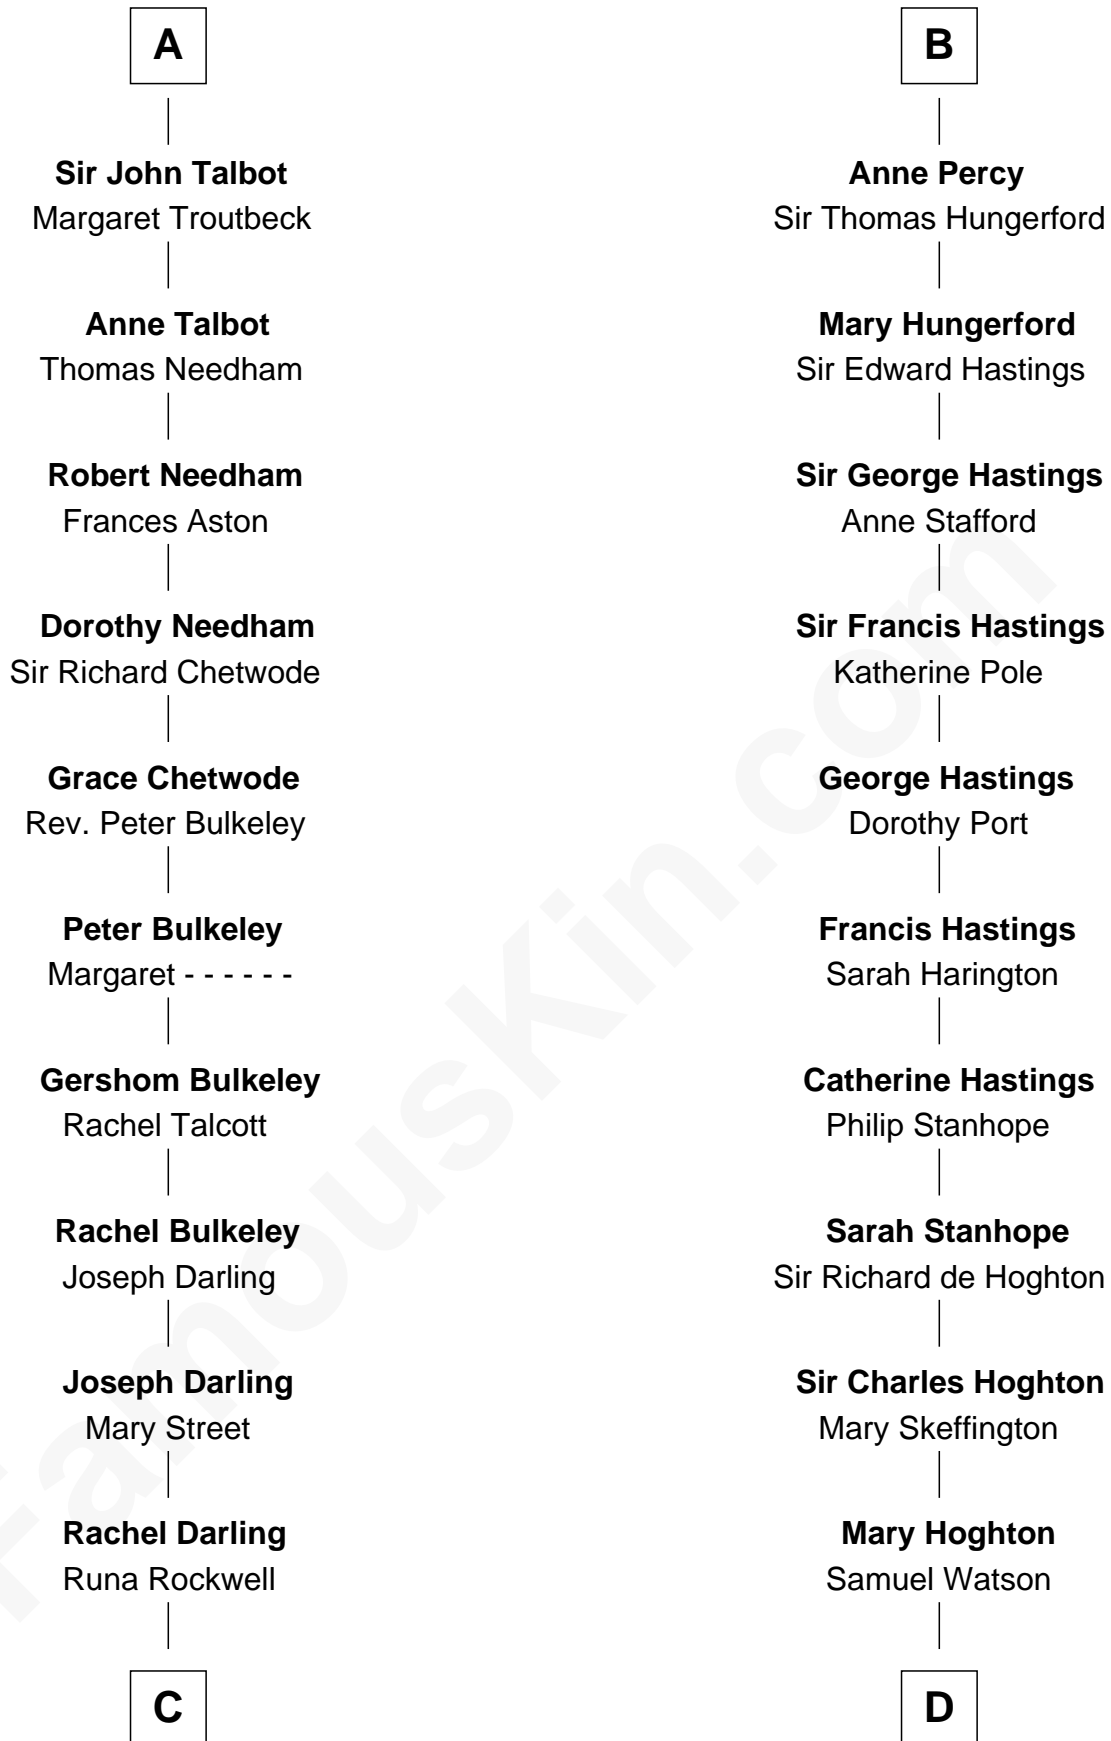 A
Sir John Talbot
Margaret Troutbeck
Anne Talbot
Thomas Needham
Robert Needham
Frances Aston
Dorothy Needham
Sir Richard Chetwode
Grace Chetwode
Rev. Peter Bulkeley
Peter Bulkeley
Margaret - - - - - -
Gershom Bulkeley
Rachel Talcott
Rachel Bulkeley
Joseph Darling
Joseph Darling
Mary Street
Rachel Darling
Runa Rockwell
C
B
Anne Percy
Sir Thomas Hungerford
Mary Hungerford
Sir Edward Hastings
Sir George Hastings
Anne Stafford
Sir Francis Hastings
Katherine Pole
George Hastings
Dorothy Port
Francis Hastings
Sarah Harington
Catherine Hastings
Philip Stanhope
Sarah Stanhope
Sir Richard de Hoghton
Sir Charles Hoghton
Mary Skeffington
Mary Hoghton
Samuel Watson
D
FamousKin.com